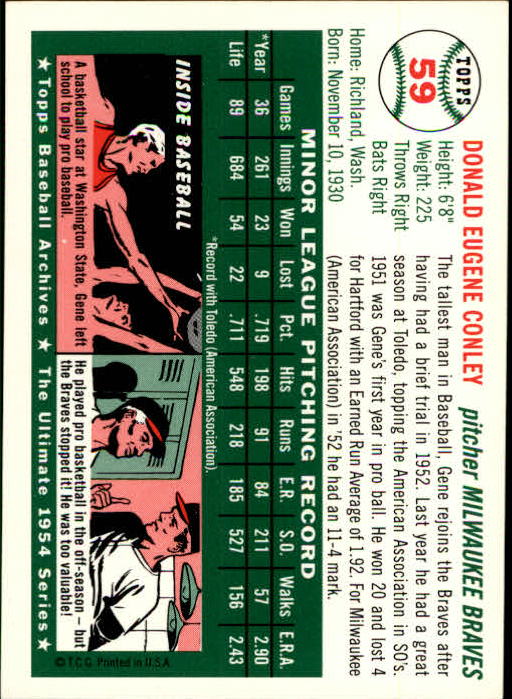 TOPPS
59
DONALD EUGENE CONLEY pitcher MILWAUKEE BRAVES
Height: 6'8"
Weight: 225
Throws Right
Bats Right
Home: Richland, Wash.
Born: November 10, 1930
The tallest man in Baseball, Gene rejoins the Braves after
having had a brief trial in 1952. Last year he had a great
season at Toledo, topping the American Association in SO's.
1951 was Gene's first year in pro ball. He won 20 and lost 4
for Hartford with an Earned Run Average of 1.92. For Milwaukee
(American Association) in '52 he had an 11-4 mark.
MINOR LEAGUE PITCHING RECORD
Games Innings Won Lost Pct. Hits Runs E.R. S.O. Walks E.R.A.
*Year 36 261 23 9 .719 198 91 84 211 57 2.90
Life 89 684 54 22 .711 548 218 185 527 156 2.43
*Record with Toledo (American Association).
INSIDE BASEBALL
A basketball star at Washington State, Gene left
school to play pro baseball.
He played pro basketball in the off-season – but
the Braves stopped it! He was too valuable!
★ Topps Baseball Archives ★ The Ultimate 1954 Series ★
© T.C.G. Printed in U.S.A.